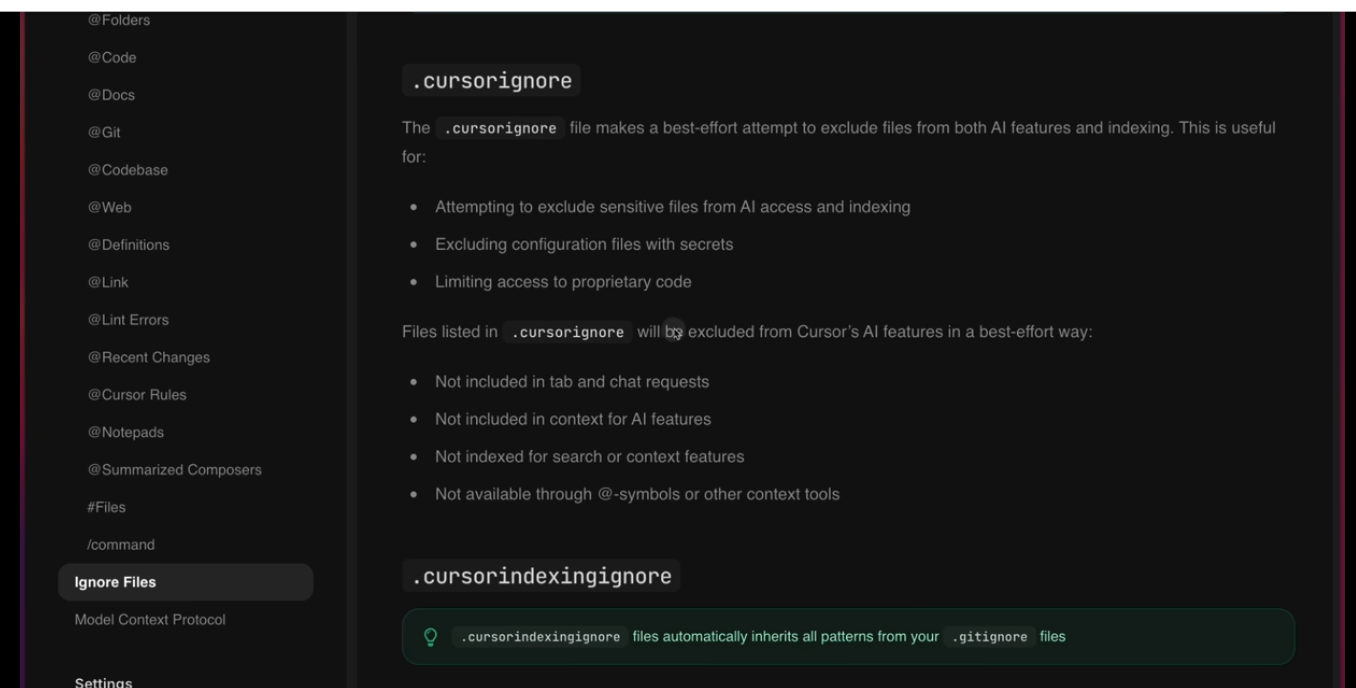 @Folders
@Code
@Docs
@Git
@Codebase
@Web
@Definitions
@Link
@Lint Errors
@Recent Changes
@Cursor Rules
@Notepads
@Summarized Composers
#Files
/command
Ignore Files
Model Context Protocol
Settings
.cursorignore
The .cursorignore file makes a best-effort attempt to exclude files from both AI features and indexing. This is useful
for:
• Attempting to exclude sensitive files from AI access and indexing
• Excluding configuration files with secrets
• Limiting access to proprietary code
Files listed in .cursorignore will be excluded from Cursor's AI features in a best-effort way:
• Not included in tab and chat requests
• Not included in context for AI features
• Not indexed for search or context features
• Not available through @-symbols or other context tools
.cursorindexingignore
.cursorindexingignore files automatically inherits all patterns from your .gitignore files